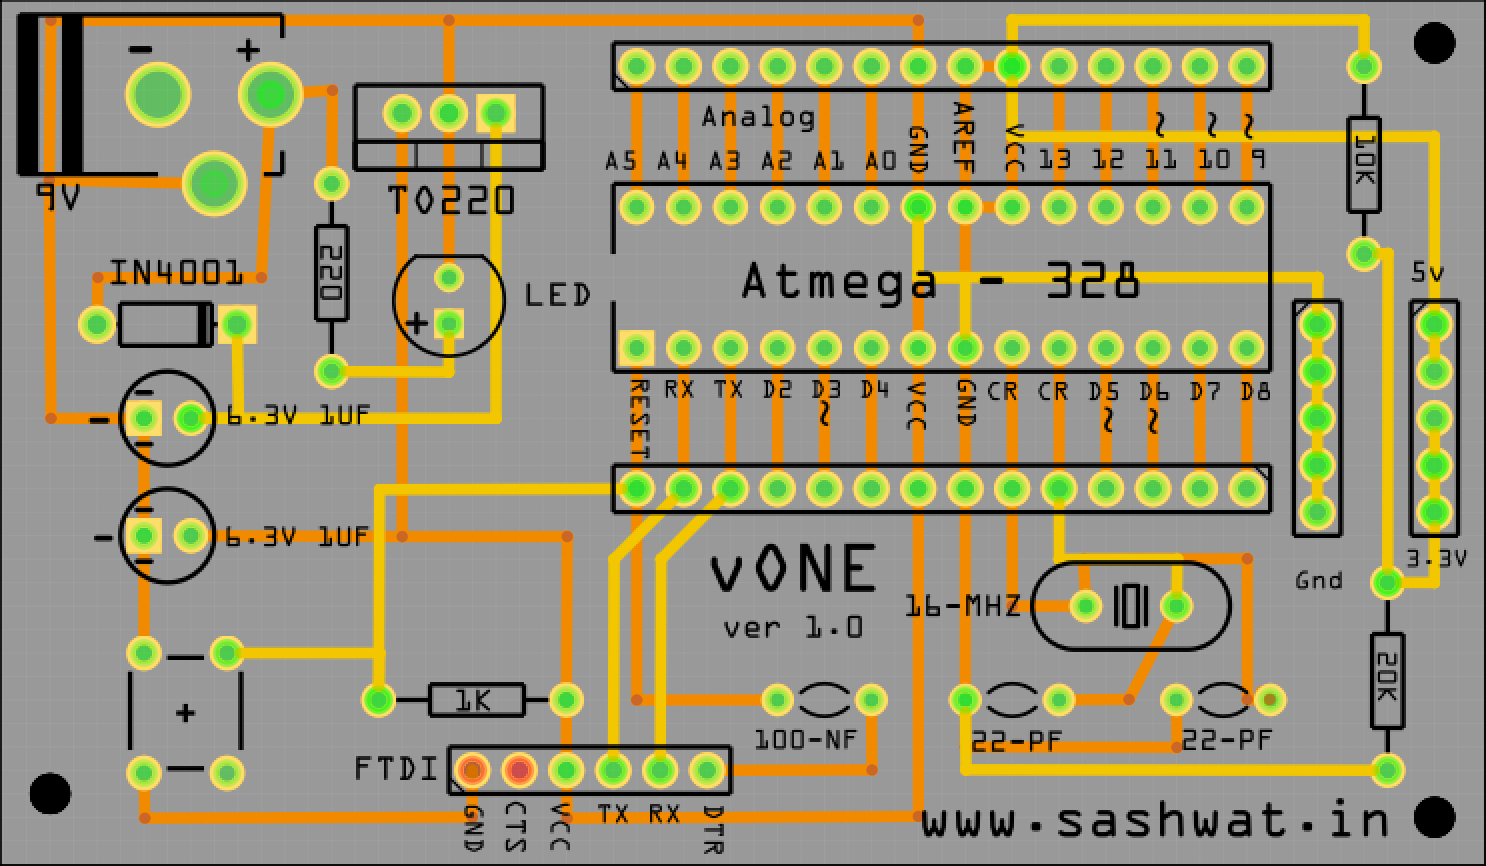 - +
9V
TO220
IN4001
220
+ LED
- 6.3V 1UF
- 6.3V 1UF
Analog
A5 A4 A3 A2 A1 A0 GND AREF VCC 13 12 ~11 ~10 ~9
Atmega - 328
RESET RX TX D2 D3~ D4 VCC GND CR CR D5~ D6~ D7 D8
10K
5v
3.3V
Gnd
vONE
ver 1.0
16-MHZ
20K
+
1K
100-NF
22-PF
22-PF
FTDI
GND CTS VCC TX RX DTR
www.sashwat.in